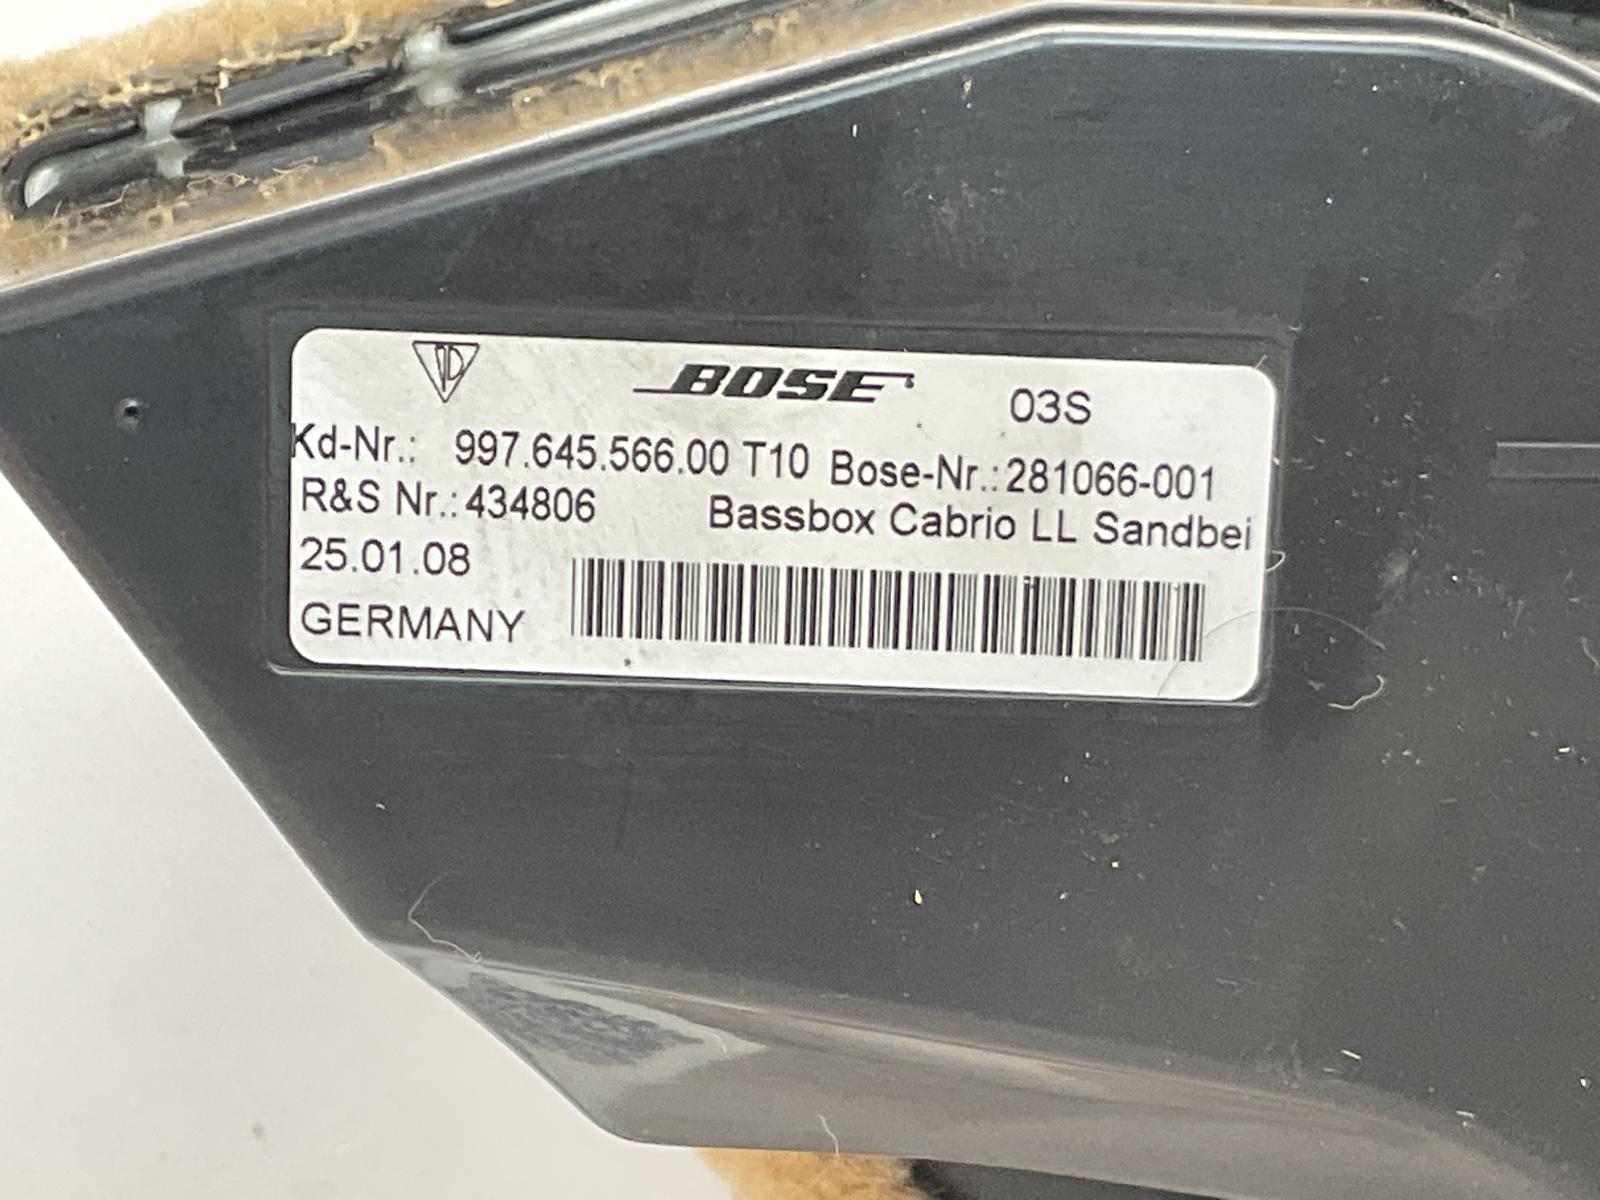 BOSE 03S
Kd-Nr.: 997.645.566.00 T10 Bose-Nr.:281066-001
R&S Nr.:434806 Bassbox Cabrio LL Sandbei
25.01.08
GERMANY